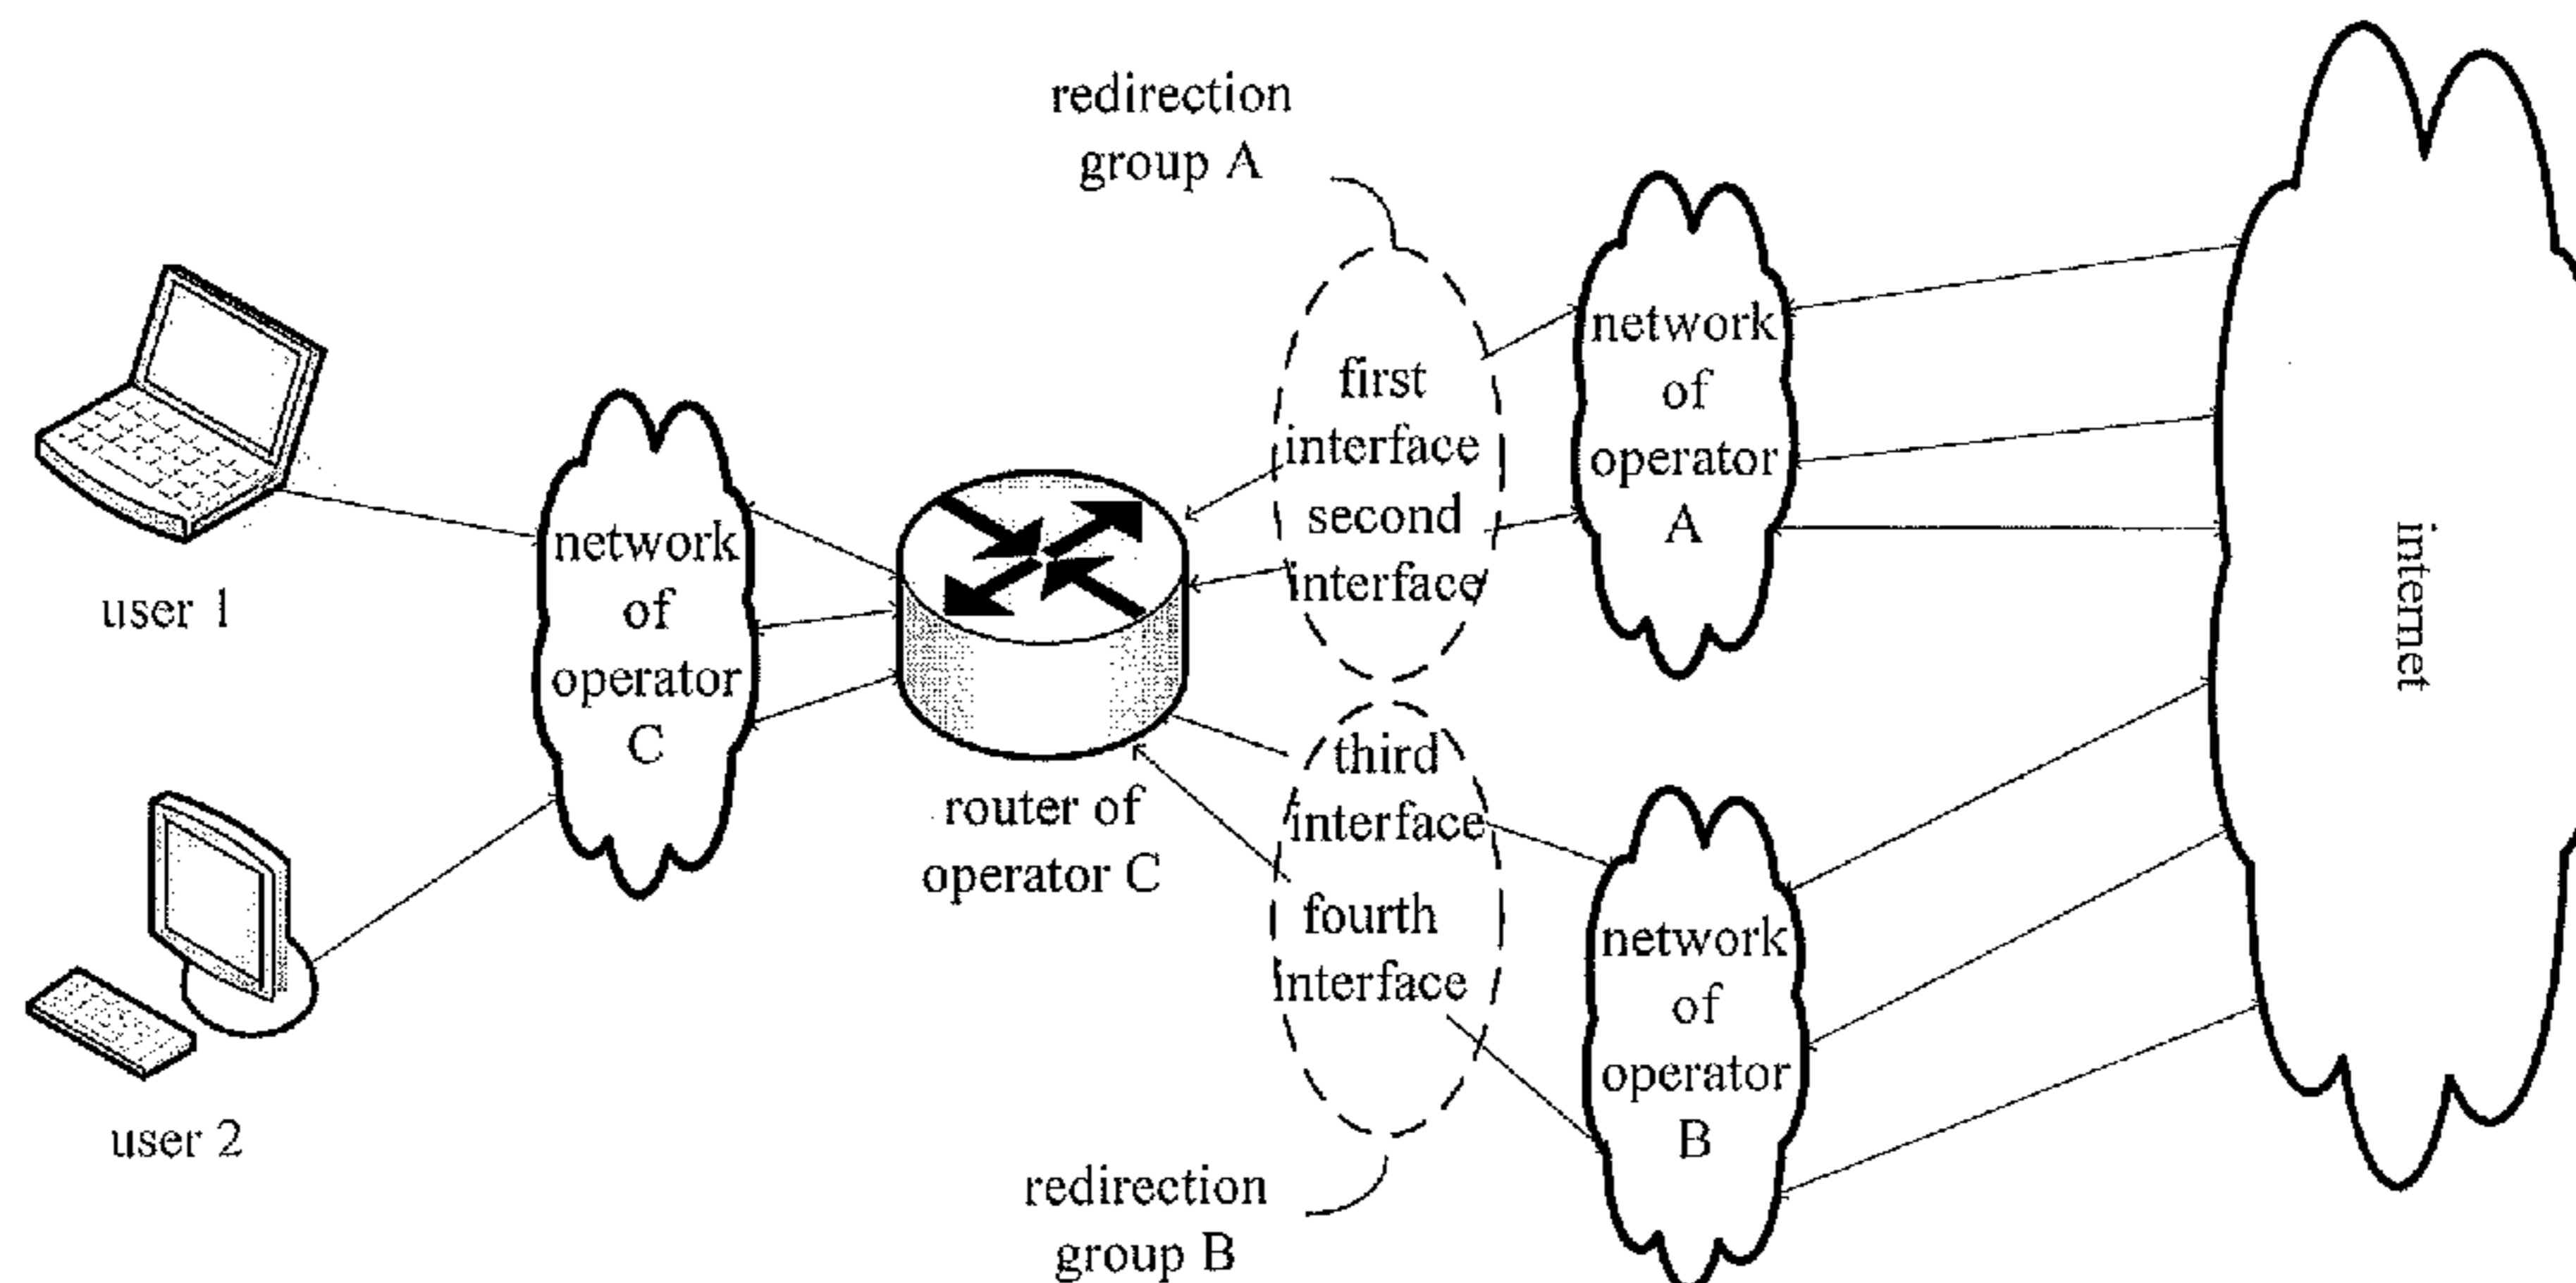 redirection
group A
first
interface
second
interface
network
of
operator
A
internet
user 1
network
of
operator
C
router of
operator C
third
interface
fourth
interface
network
of
operator
B
user 2
redirection
group B